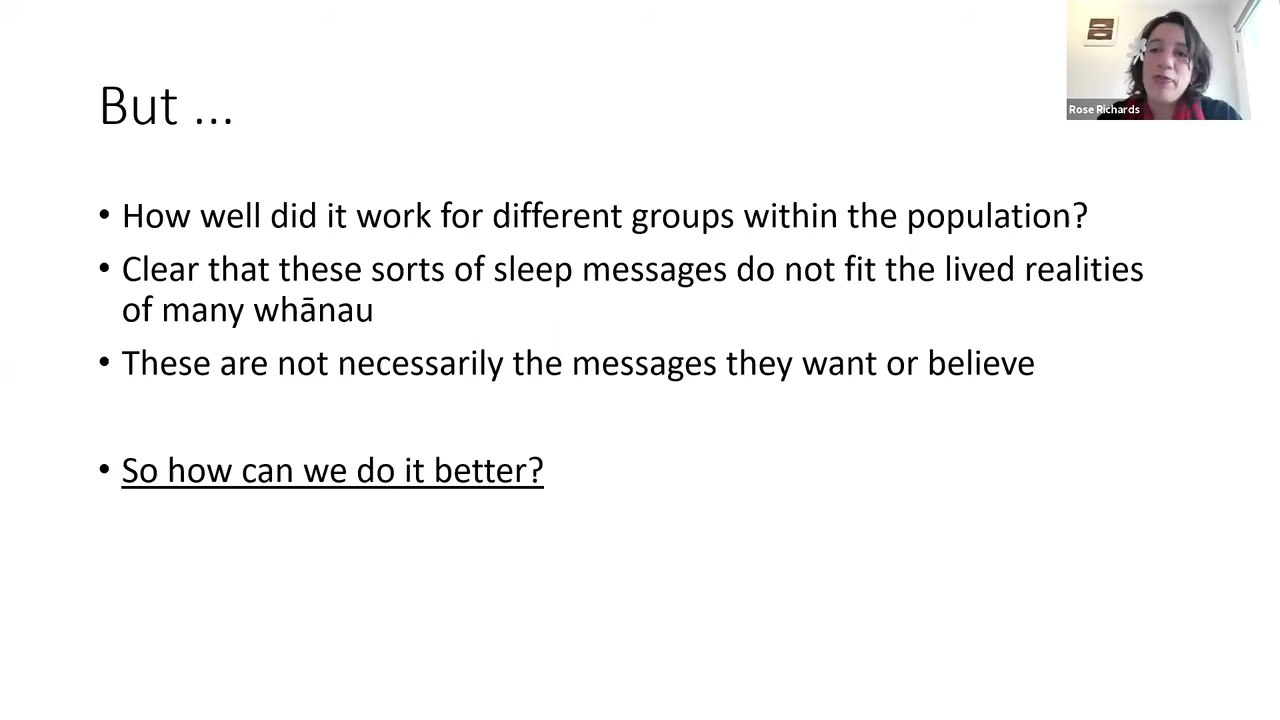 But ...
Rose Richards
• How well did it work for different groups within the population?
• Clear that these sorts of sleep messages do not fit the lived realities
of many whānau
• These are not necessarily the messages they want or believe
• So how can we do it better?